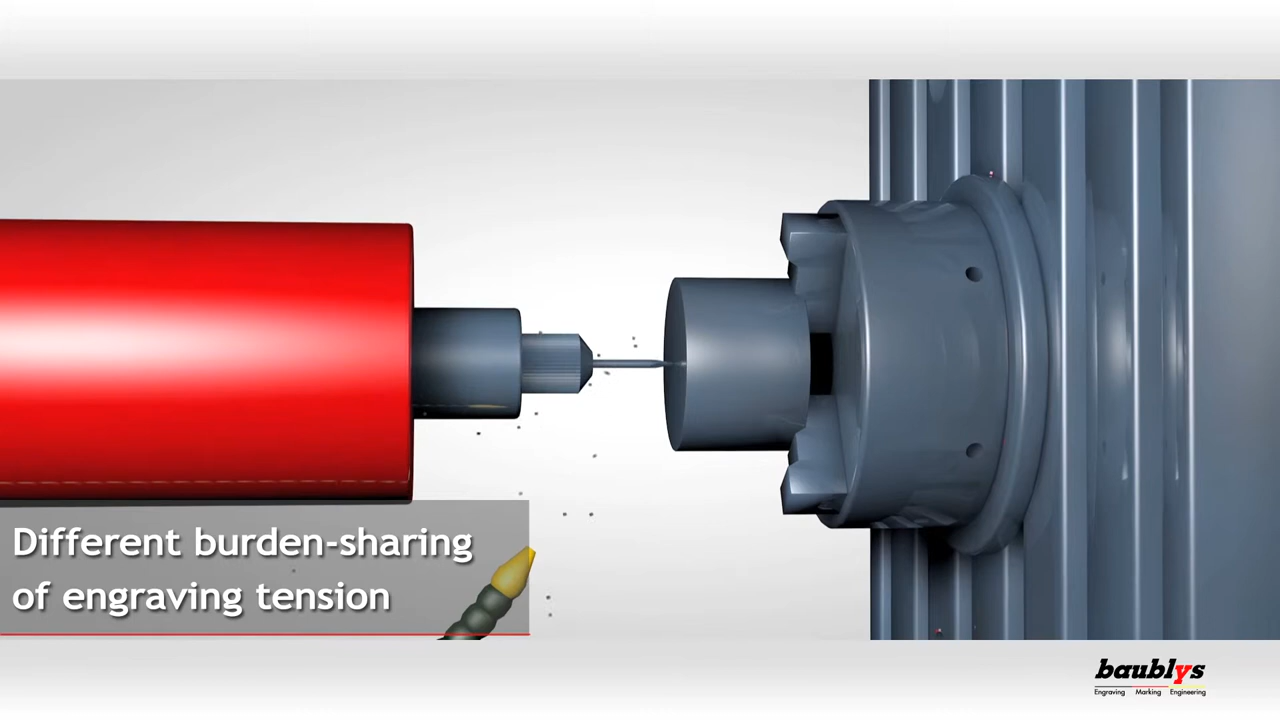 Different burden-sharing
of engraving tension
baublys
Engraving Marking Engineering